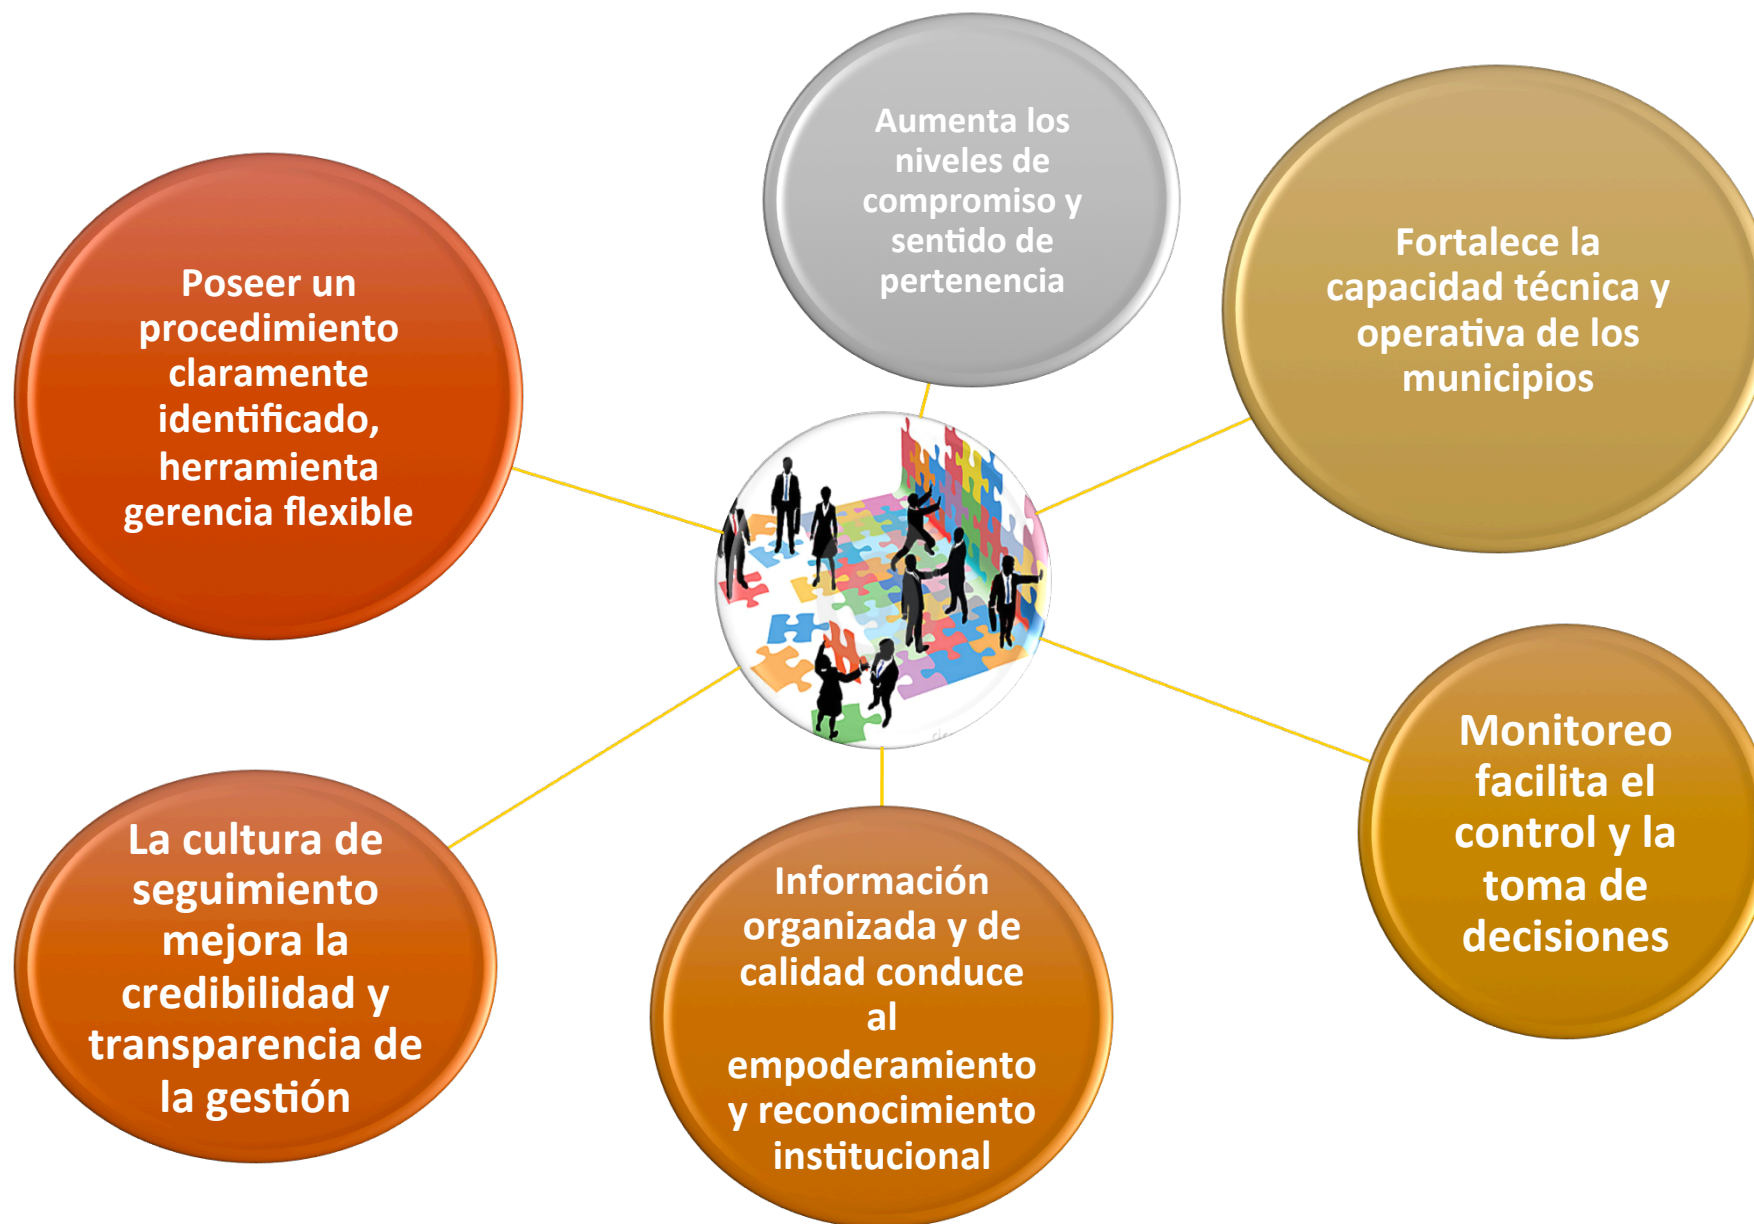 Aumenta los
niveles de
compromiso y
sentido de
pertenencia
Fortalece la
capacidad técnica y
operativa de los
municipios
Monitoreo
facilita el
control y la
toma de
decisiones
Información
organizada y de
calidad conduce
al
empoderamiento
y reconocimiento
institucional
La cultura de
seguimiento
mejora la
credibilidad y
transparencia de
la gestión
Poseer un
procedimiento
claramente
identificado,
herramienta
gerencia flexible